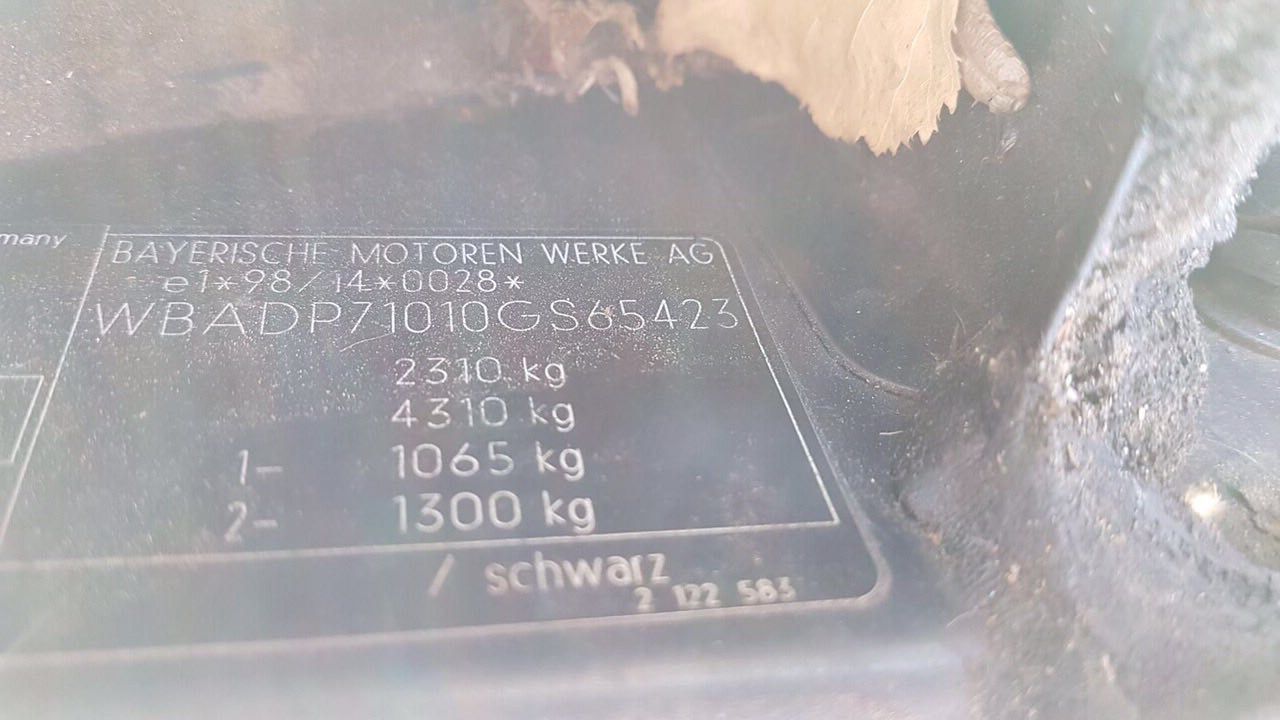 many
BAYERISCHE MOTOREN WERKE AG
e1*98/14*0028*
WBADP71010GS65423
2310 kg
4310 kg
1- 1065 kg
2- 1300 kg
/ schwarz
2 122 583